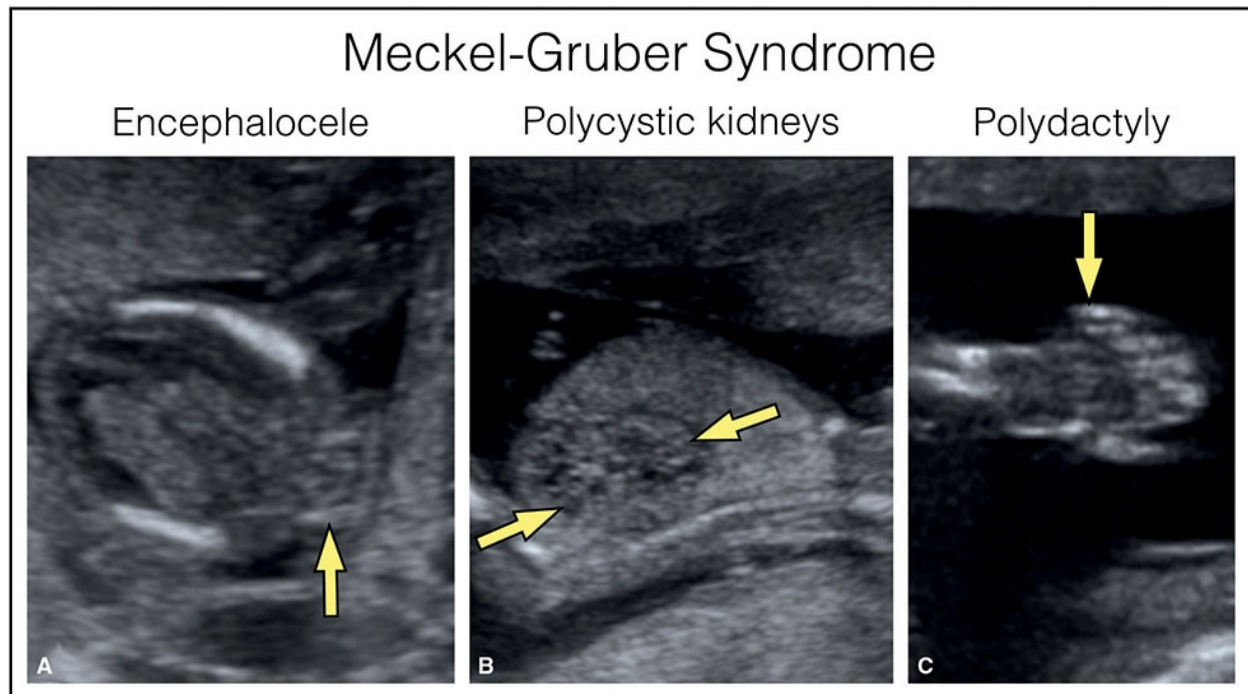 Meckel-Gruber Syndrome
Encephalocele
Polycystic kidneys
Polydactyly
A
B
C